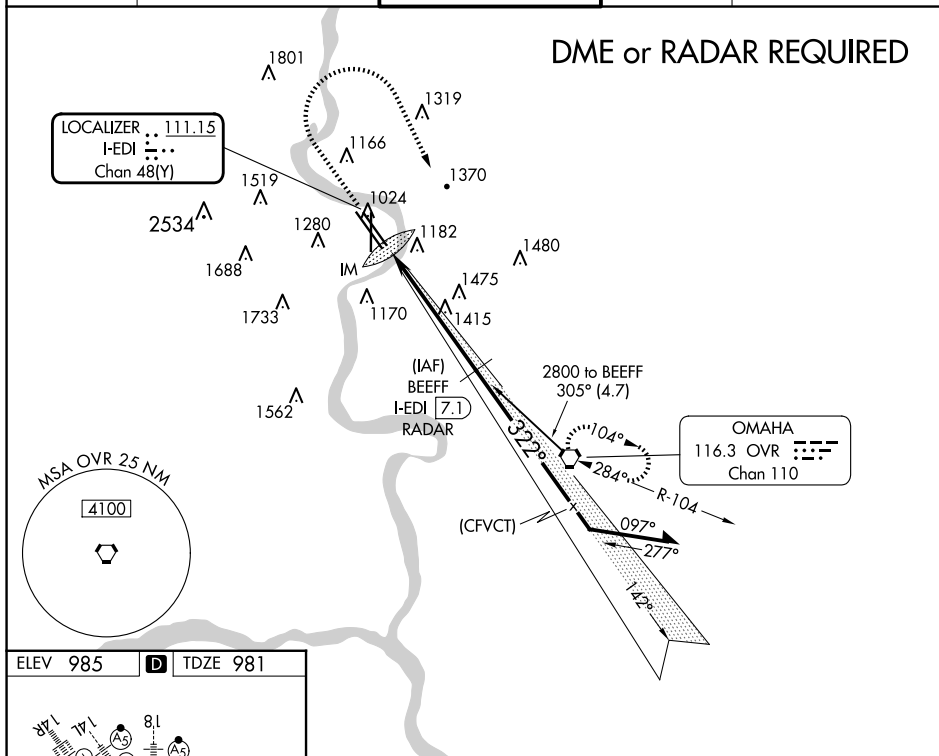 DME or RADAR REQUIRED
1801
1319
LOCALIZER 111.15
I-EDI
Chan 48(Y)
1166
1370
1519
1024
2534
1280
1182
1480
IM
1688
1475
1733
1170
1415
(IAF)
BEEFF
I-EDI 7.1
RADAR
2800 to BEEFF
305° (4.7)
1562
322°
104°
OMAHA
116.3 OVR
Chan 110
284°
R-104
MSA OVR 25 NM
4100
(CFVCT)
097°
277°
142°
ELEV 985 D TDZE 981
14R
14L
18
A5
A5